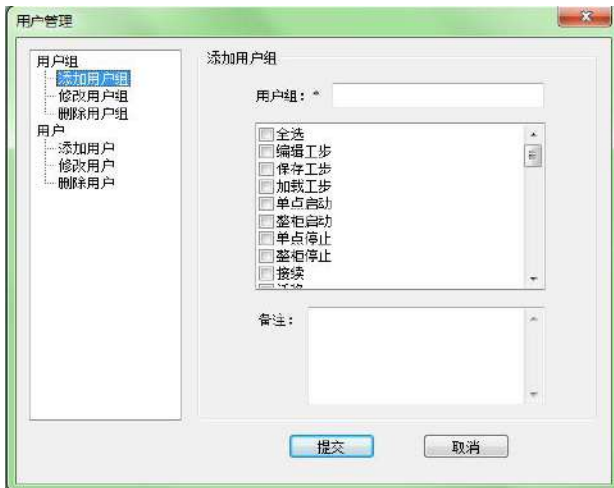 用户管理
用户组
添加用户组
修改用户组
删除用户组
用户
添加用户
修改用户
删除用户
添加用户组
用户组：*
全选
编辑工步
保存工步
加载工步
单点启动
整柜启动
单点停止
整柜停止
接续
备注：
提交
取消